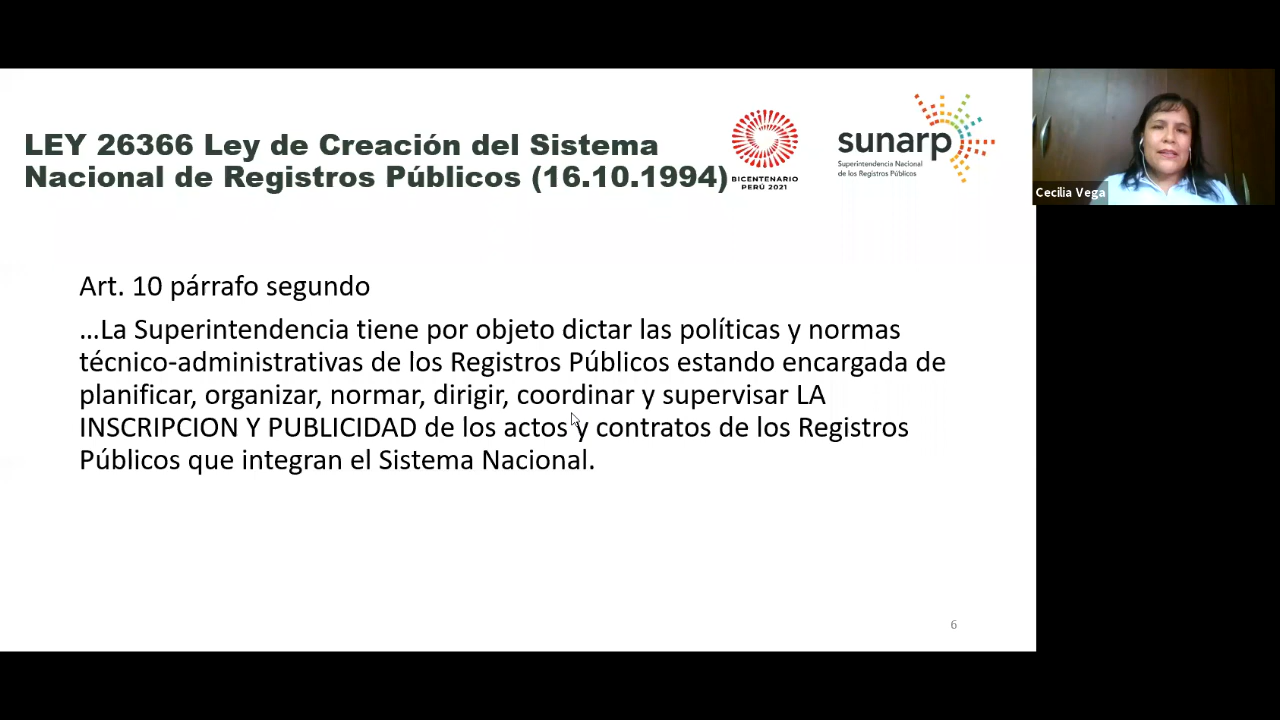 LEY 26366 Ley de Creación del Sistema
Nacional de Registros Públicos (16.10.1994)
BICENTENARIO
PERÚ 2021
sunarp
Superintendencia Nacional
de los Registros Públicos
Cecilia Vega
Art. 10 párrafo segundo
...La Superintendencia tiene por objeto dictar las políticas y normas
técnico-administrativas de los Registros Públicos estando encargada de
planificar, organizar, normar, dirigir, coordinar y supervisar LA
INSCRIPCION Y PUBLICIDAD de los actos y contratos de los Registros
Públicos que integran el Sistema Nacional.
6